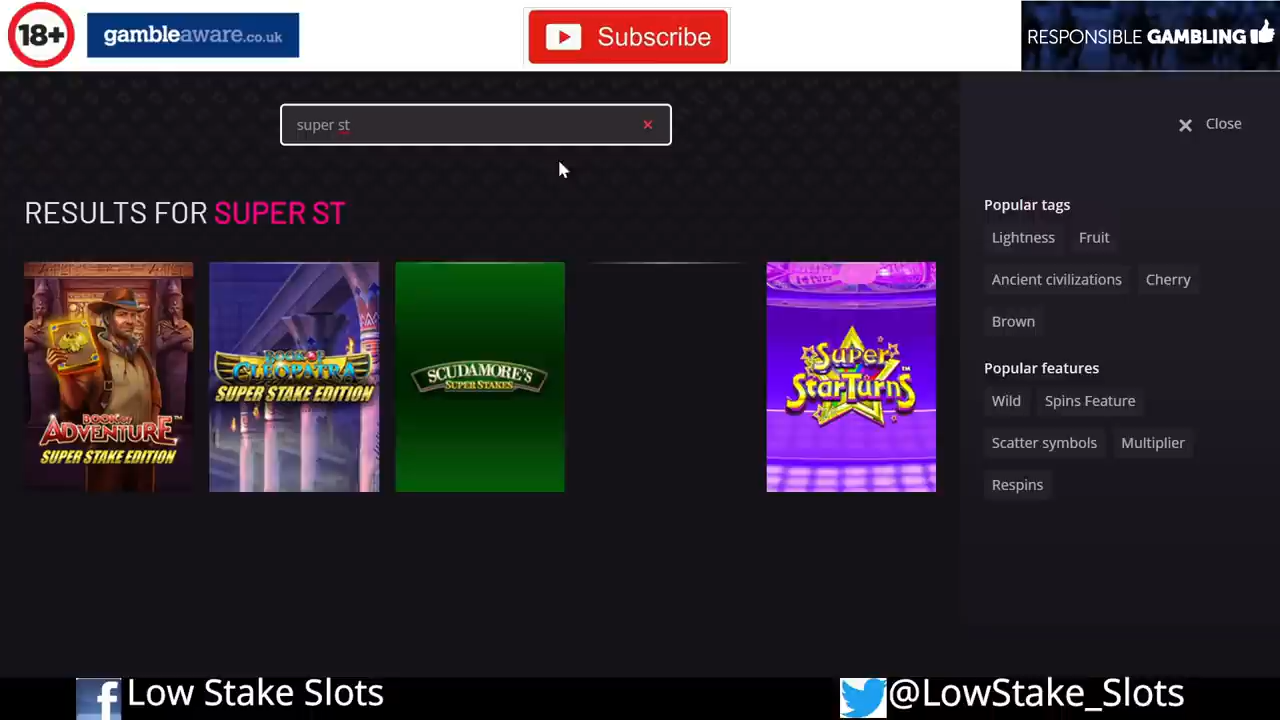 18+
gambleaware.co.uk
Subscribe
RESPONSIBLE GAMBLING
super st
Close
RESULTS FOR SUPER ST
BOOK OF
ADVENTURE™
SUPER STAKE EDITION
BOOK OF
CLEOPATRA
SUPER STAKE EDITION
SCUDAMORE'S
SUPER STAKES
Super
StarTurns™
Popular tags
Lightness Fruit
Ancient civilizations Cherry
Brown
Popular features
Wild Spins Feature
Scatter symbols Multiplier
Respins
Low Stake Slots
@LowStake_Slots